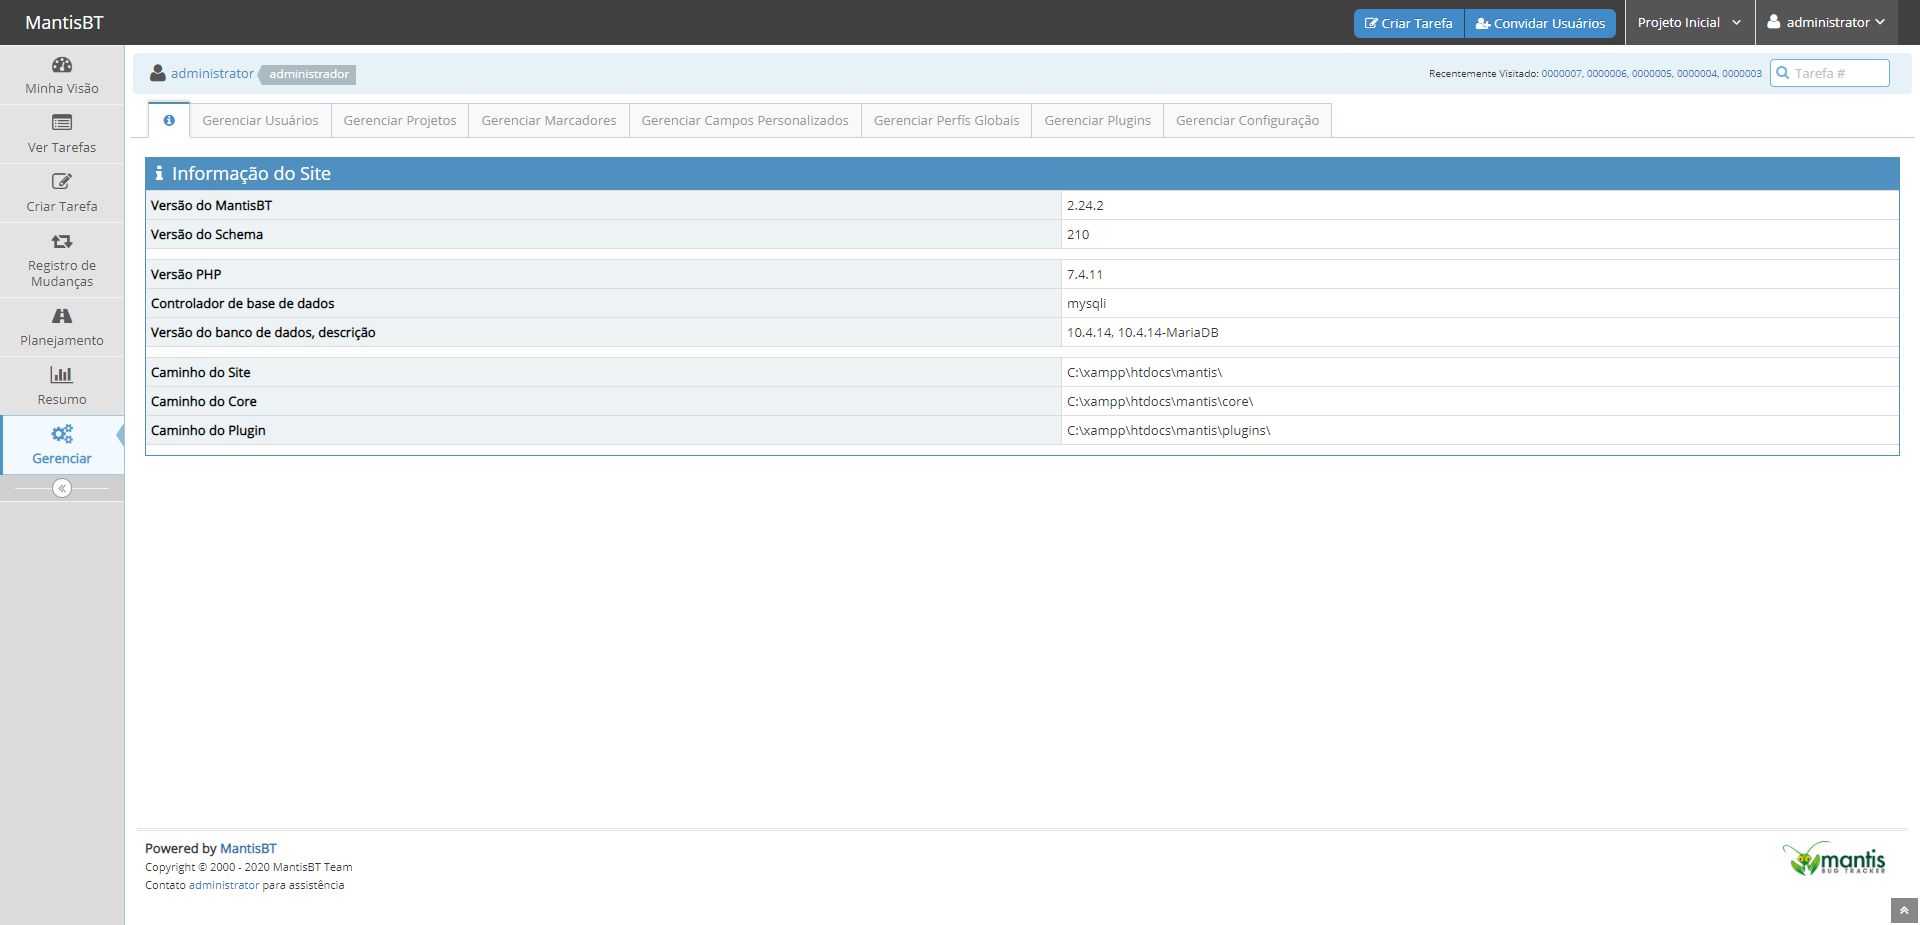 MantisBT
Criar Tarefa
Convidar Usuários
Projeto Inicial
administrator
Minha Visão
Ver Tarefas
Criar Tarefa
Registro de
Mudanças
Planejamento
Resumo
Gerenciar
administrator administrador
Recentemente Visitado: 0000007, 0000006, 0000005, 0000004, 0000003
Tarefa #
Gerenciar Usuários
Gerenciar Projetos
Gerenciar Marcadores
Gerenciar Campos Personalizados
Gerenciar Perfís Globais
Gerenciar Plugins
Gerenciar Configuração
Informação do Site
Versão do MantisBT 2.24.2
Versão do Schema 210
Versão PHP 7.4.11
Controlador de base de dados mysqli
Versão do banco de dados, descrição 10.4.14, 10.4.14-MariaDB
Caminho do Site C:\xampp\htdocs\mantis\
Caminho do Core C:\xampp\htdocs\mantis\core\
Caminho do Plugin C:\xampp\htdocs\mantis\plugins\
Powered by MantisBT
Copyright © 2000 - 2020 MantisBT Team
Contato administrator para assistência
mantis
BUG TRACKER